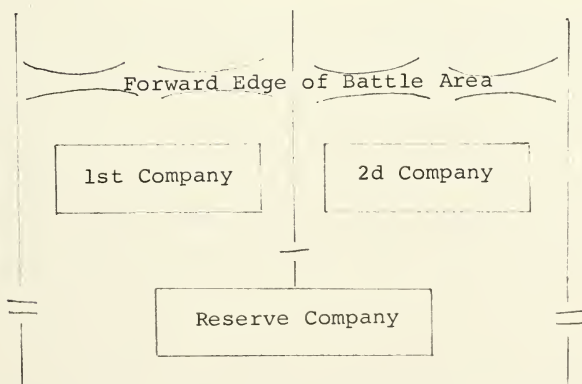 Forward Edge of Battle Area
1st Company
2d Company
Reserve Company